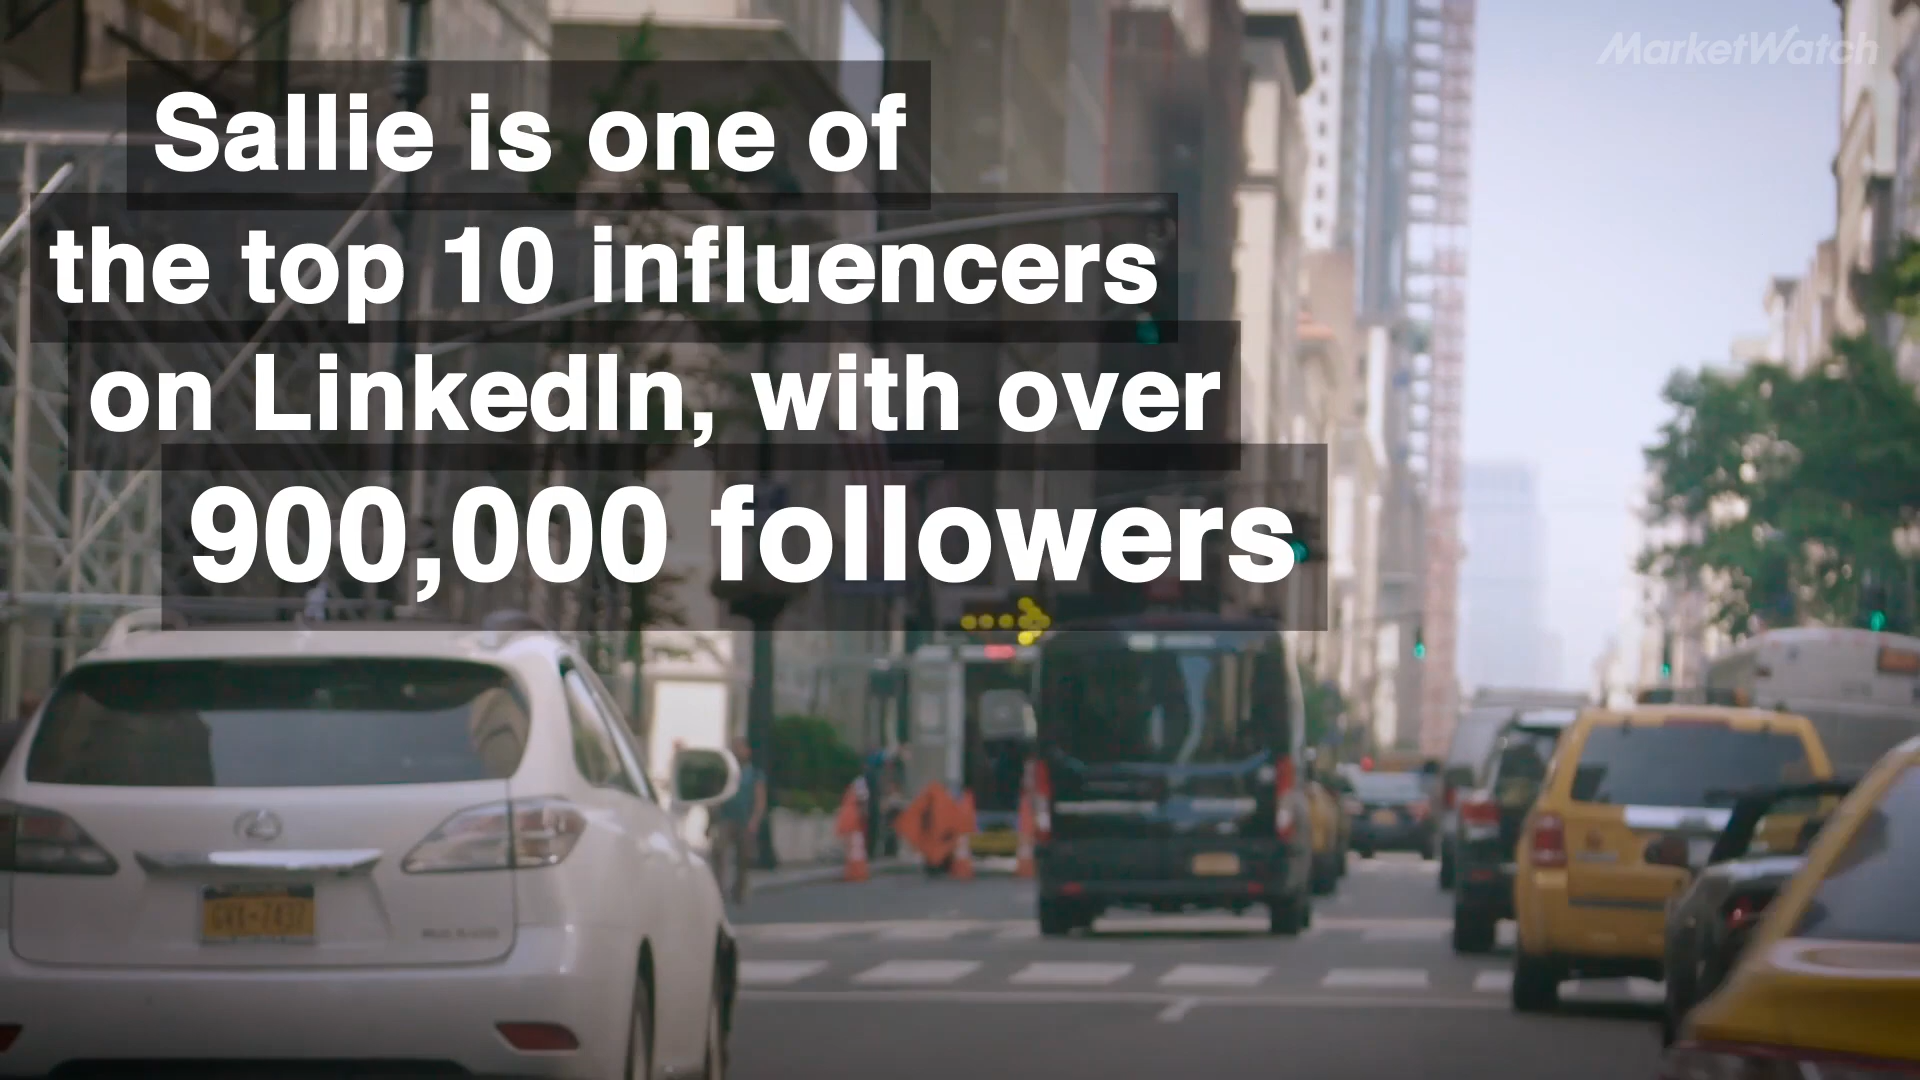 MarketWatch
Sallie is one of
the top 10 influencers
on LinkedIn, with over
900,000 followers